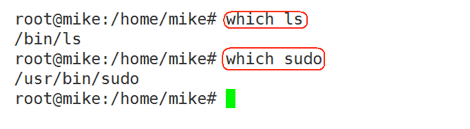 root@mike:/home/mike# which ls
/bin/ls
root@mike:/home/mike# which sudo
/usr/bin/sudo
root@mike:/home/mike#